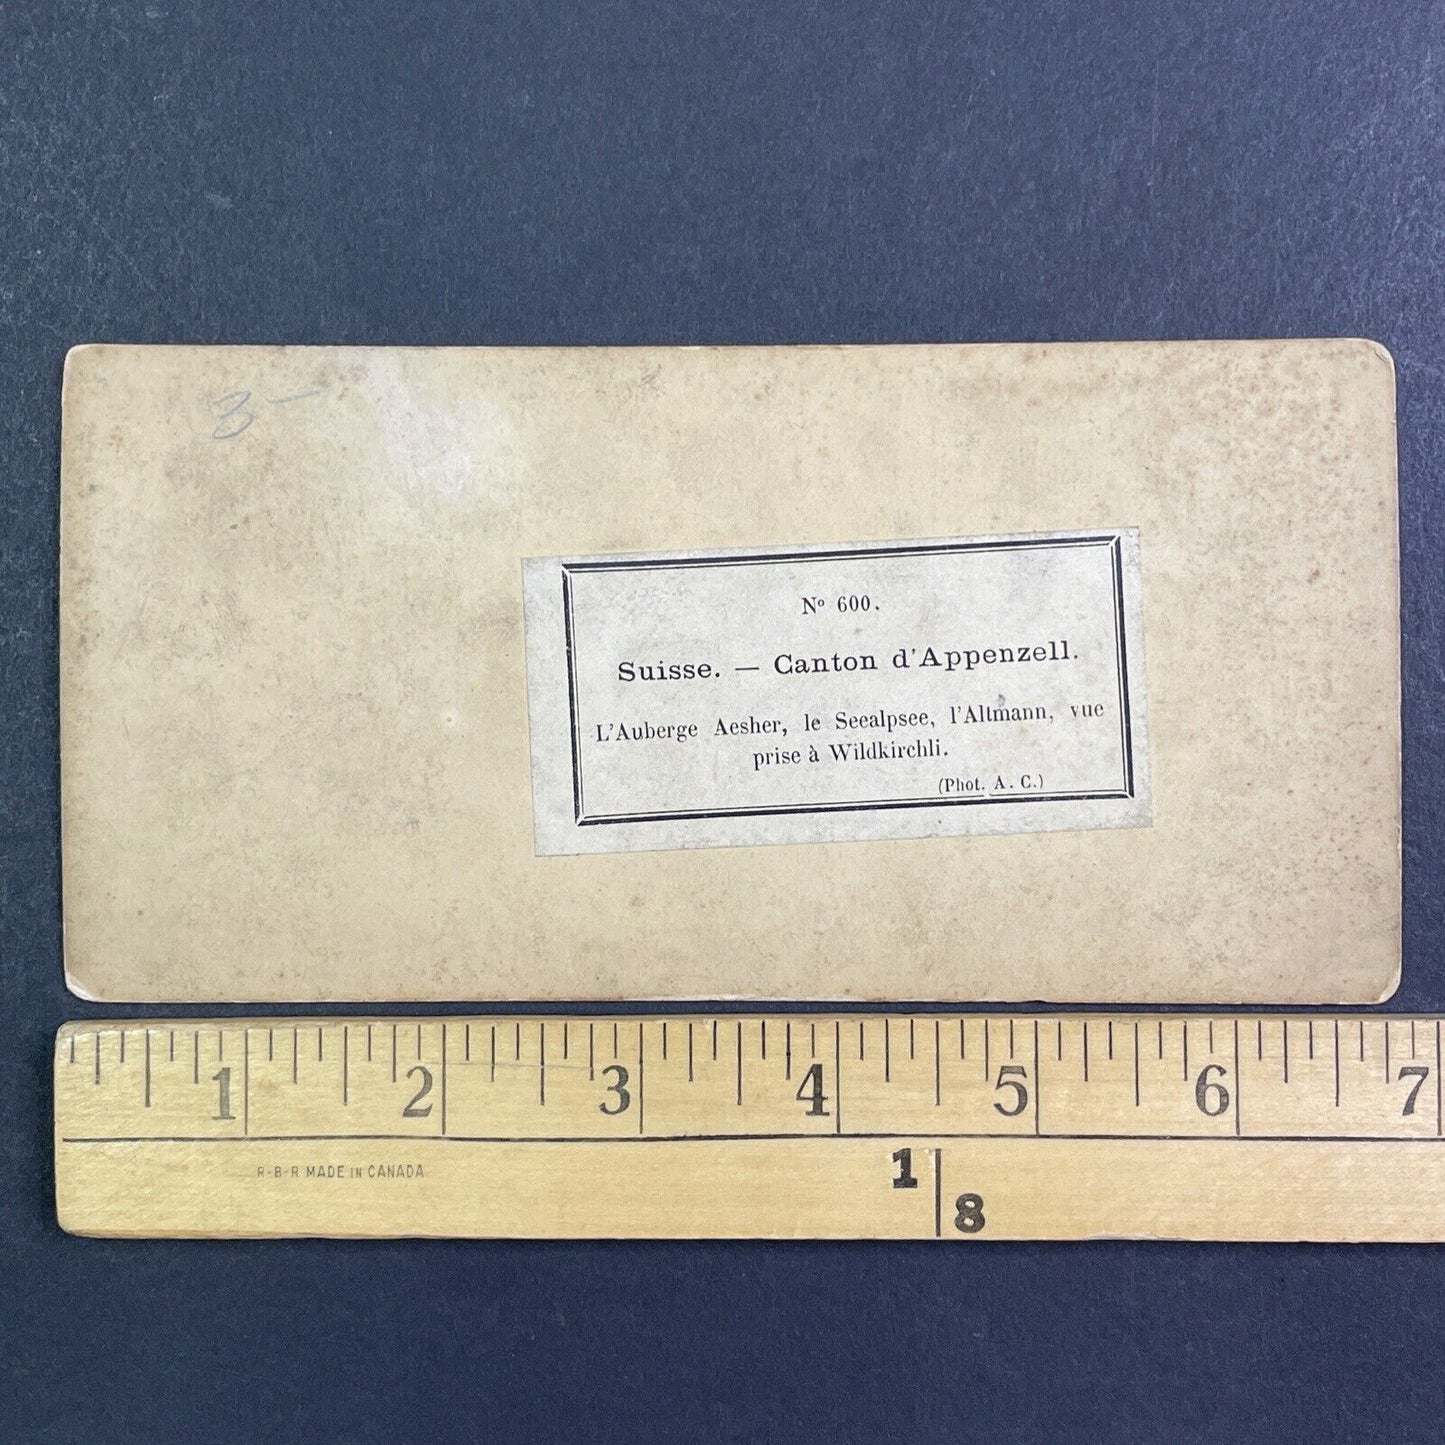 3 –
Nº 600.
Suisse. — Canton d'Appenzell.
L'Auberge Aesher, le Seealpsee, l'Altmann, vue
prise à Wildkirchli.
(Phot. A. C.)
1 2 3 4 5 6 7
R-B-R MADE IN CANADA
1 8